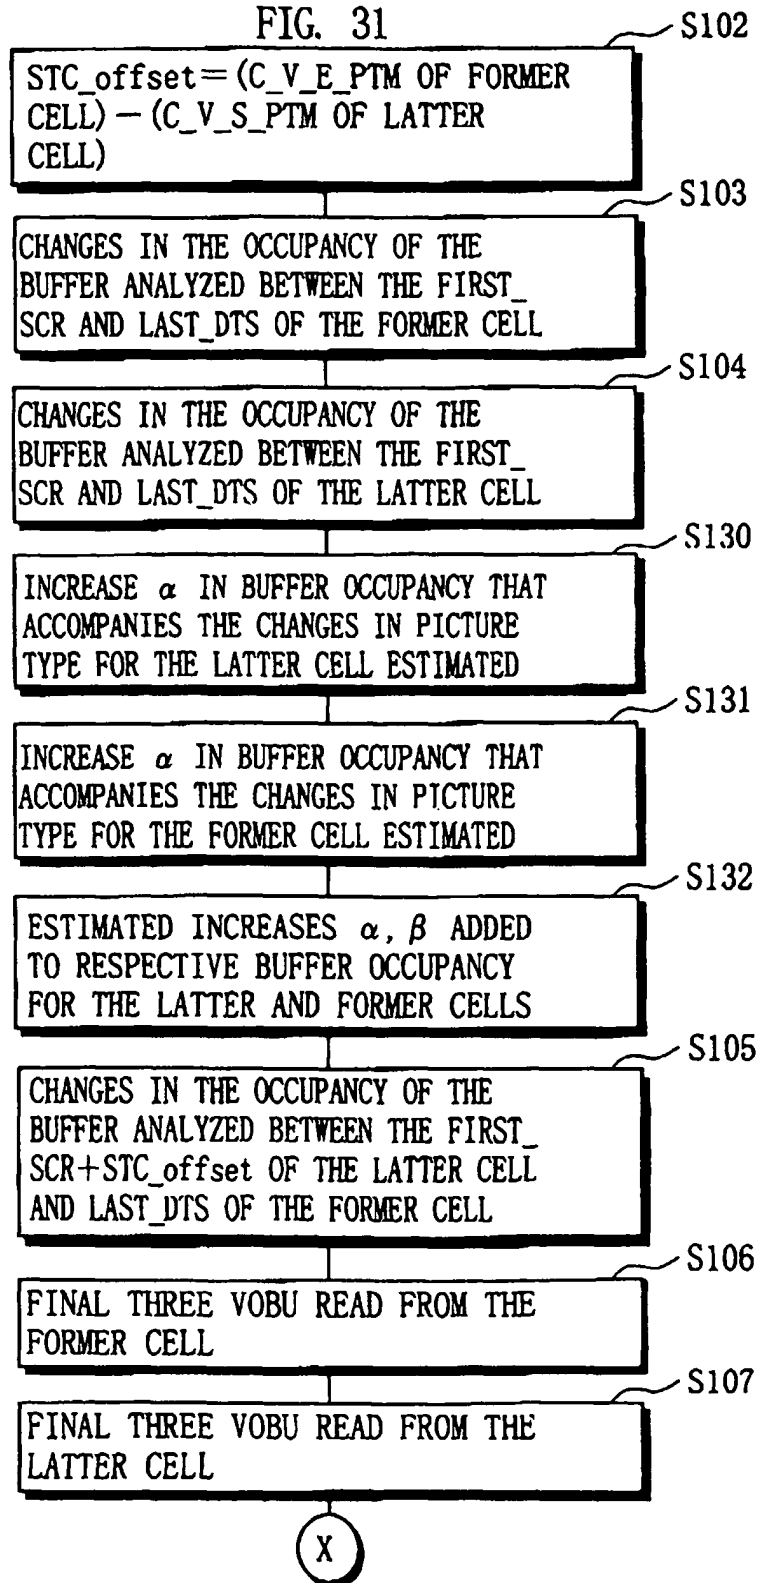 FIG. 31
S102
STC_offset=(C_V_E_PTM OF FORMER
CELL)-(C_V_S_PTM OF LATTER
CELL)
S103
CHANGES IN THE OCCUPANCY OF THE
BUFFER ANALYZED BETWEEN THE FIRST_
SCR AND LAST_DTS OF THE FORMER CELL
S104
CHANGES IN THE OCCUPANCY OF THE
BUFFER ANALYZED BETWEEN THE FIRST_
SCR AND LAST_DTS OF THE LATTER CELL
S130
INCREASE α IN BUFFER OCCUPANCY THAT
ACCOMPANIES THE CHANGES IN PICTURE
TYPE FOR THE LATTER CELL ESTIMATED
S131
INCREASE α IN BUFFER OCCUPANCY THAT
ACCOMPANIES THE CHANGES IN PICTURE
TYPE FOR THE FORMER CELL ESTIMATED
S132
ESTIMATED INCREASES α, β ADDED
TO RESPECTIVE BUFFER OCCUPANCY
FOR THE LATTER AND FORMER CELLS
S105
CHANGES IN THE OCCUPANCY OF THE
BUFFER ANALYZED BETWEEN THE FIRST_
SCR+STC_offset OF THE LATTER CELL
AND LAST_DTS OF THE FORMER CELL
S106
FINAL THREE VOBU READ FROM THE
FORMER CELL
S107
FINAL THREE VOBU READ FROM THE
LATTER CELL
X